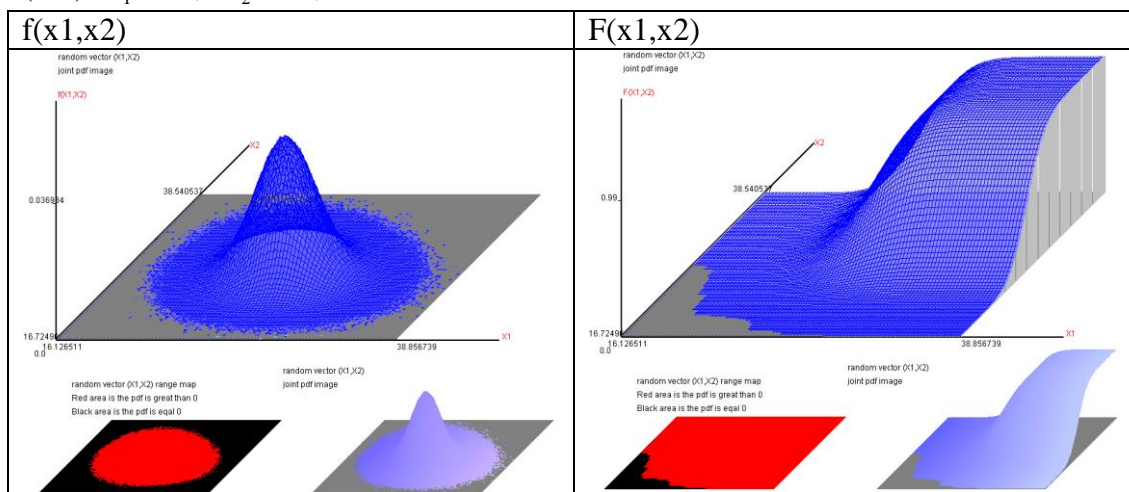 f(x1,x2)
random vector (X1,X2)
joint pdf image
f(X1,X2)
X2
38.540537
0.036984
16.72498
16.126511
38.856739
X1
0.0
random vector (X1,X2) range map
Red area is the pdf is great than 0
Black area is the pdf is eqal 0
random vector (X1,X2)
joint pdf image
F(x1,x2)
random vector (X1,X2)
joint pdf image
F(X1,X2)
X2
38.540537
0.99
16.72498
16.126511
38.856739
X1
0.0
random vector (X1,X2) range map
Red area is the pdf is great than 0
Black area is the pdf is eqal 0
random vector (X1,X2)
joint pdf image